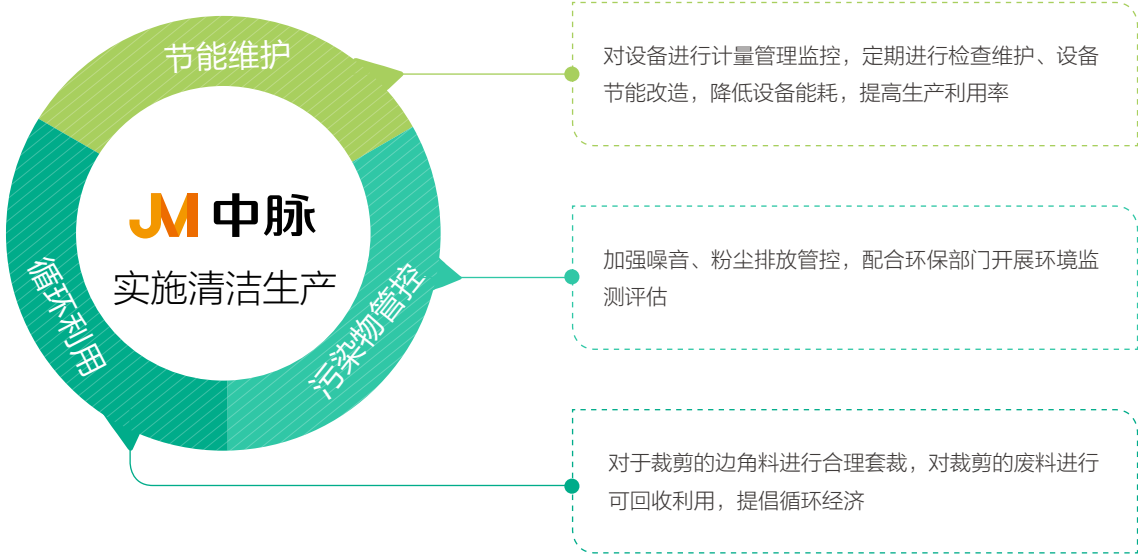 节能维护
对设备进行计量管理监控，定期进行检查维护、设备
节能改造，降低设备能耗，提高生产利用率
JM 中脉
实施清洁生产
污染物管控
加强噪音、粉尘排放管控，配合环保部门开展环境监
测评估
循环利用
对于裁剪的边角料进行合理套裁，对裁剪的废料进行
可回收利用，提倡循环经济